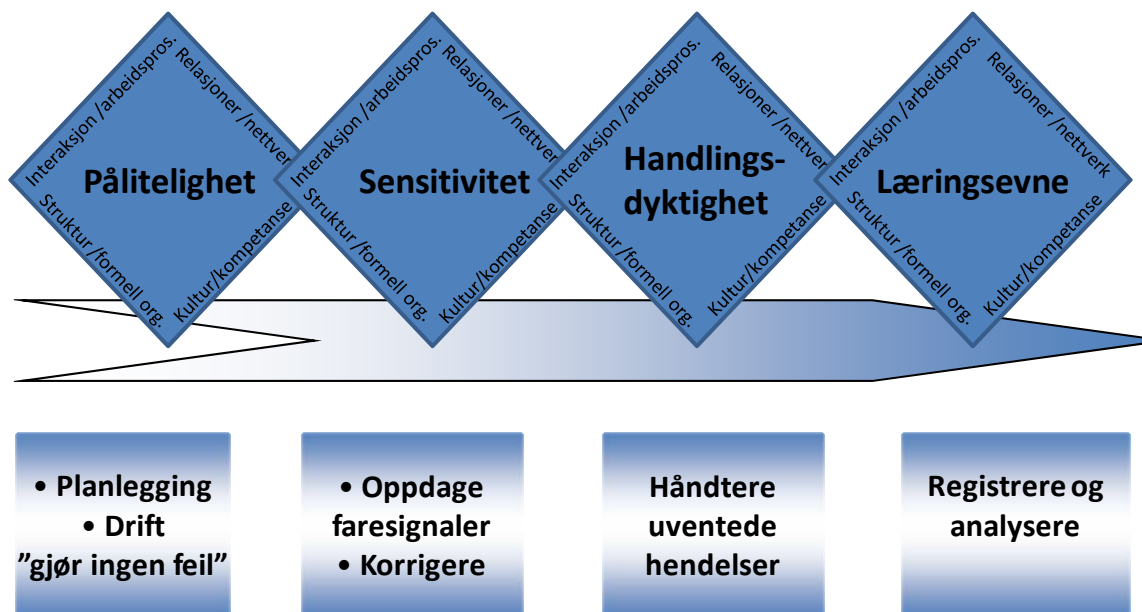 Interaksjon /arbeidspros.
Relasjoner /nettverk
Pålitelighet
Struktur /formell org.
Kultur/kompetanse
Interaksjon /arbeidspros.
Relasjoner /nettverk
Sensitivitet
Struktur /formell org.
Kultur/kompetanse
Interaksjon /arbeidspros.
Relasjoner /nettverk
Handlings-
dyktighet
Struktur /formell org.
Kultur/kompetanse
Interaksjon /arbeidspros.
Relasjoner /nettverk
Læringsevne
Struktur /formell org.
Kultur/kompetanse
• Planlegging
• Drift
”gjør ingen feil”
• Oppdage
faresignaler
• Korrigere
Håndtere
uventede
hendelser
Registrere og
analysere